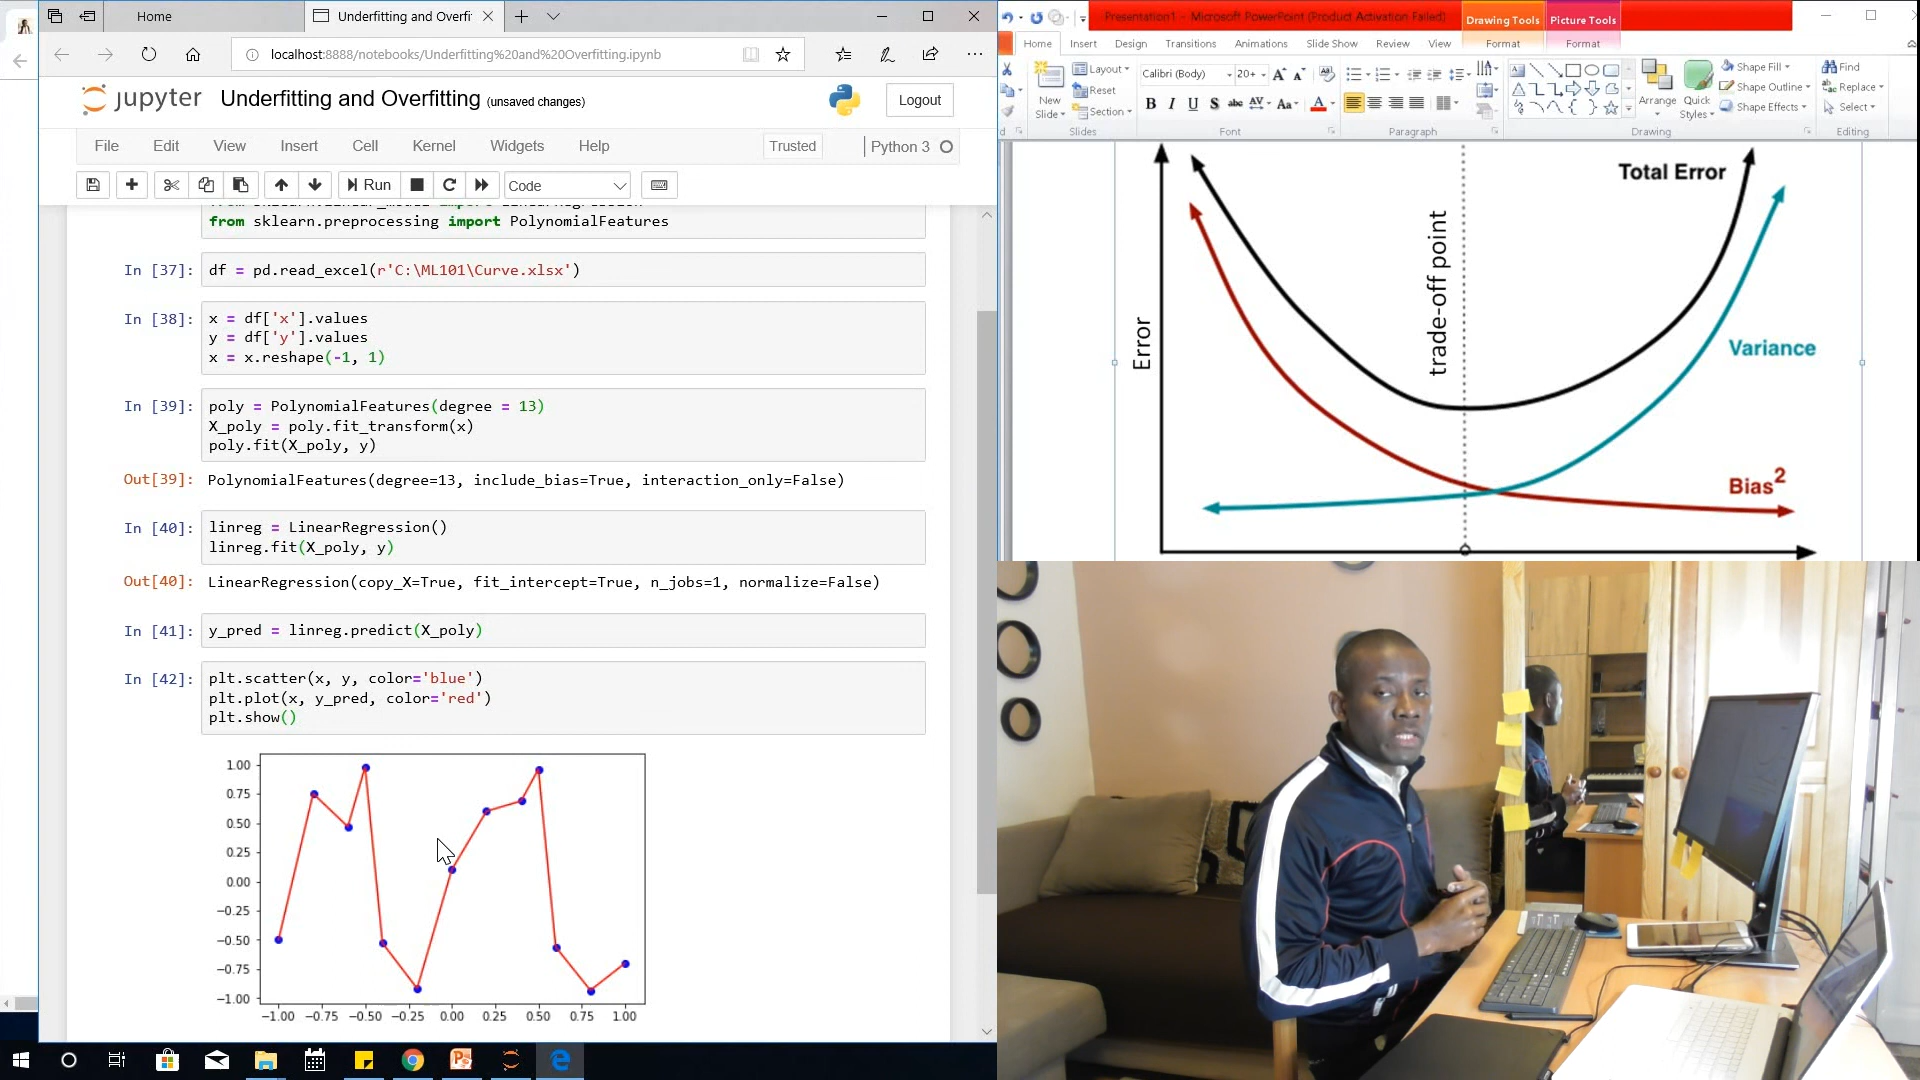 Home
Underfitting and Overfi
localhost:8888/notebooks/Underfitting%20and%20Overfitting.ipynb
jupyter Underfitting and Overfitting (unsaved changes)
Logout
File Edit View Insert Cell Kernel Widgets Help
Trusted
Python 3
Run
Code
from sklearn.linear_model import LinearRegression
from sklearn.preprocessing import PolynomialFeatures
In [37]: df = pd.read_excel(r'C:\ML101\Curve.xlsx')
In [38]: x = df['x'].values
y = df['y'].values
x = x.reshape(-1, 1)
In [39]: poly = PolynomialFeatures(degree = 13)
X_poly = poly.fit_transform(x)
poly.fit(X_poly, y)
Out[39]: PolynomialFeatures(degree=13, include_bias=True, interaction_only=False)
In [40]: linreg = LinearRegression()
linreg.fit(X_poly, y)
Out[40]: LinearRegression(copy_X=True, fit_intercept=True, n_jobs=1, normalize=False)
In [41]: y_pred = linreg.predict(X_poly)
In [42]: plt.scatter(x, y, color='blue')
plt.plot(x, y_pred, color='red')
plt.show()
1.00
0.75
0.50
0.25
0.00
−0.25
−0.50
−0.75
−1.00
−1.00 −0.75 −0.50 −0.25 0.00 0.25 0.50 0.75 1.00
Presentation1 - Microsoft PowerPoint (Product Activation Failed)
Drawing Tools
Picture Tools
Home Insert Design Transitions Animations Slide Show Review View Format Format
New
Slide
Layout
Reset
Section
Slides
Calibri (Body) 20+
B I U S abc AV Aa A
Font
Paragraph
Arrange
Quick
Styles
Shape Fill
Shape Outline
Shape Effects
Drawing
Find
Replace
Select
Editing
Total Error
trade-off point
Error
Variance
Bias2